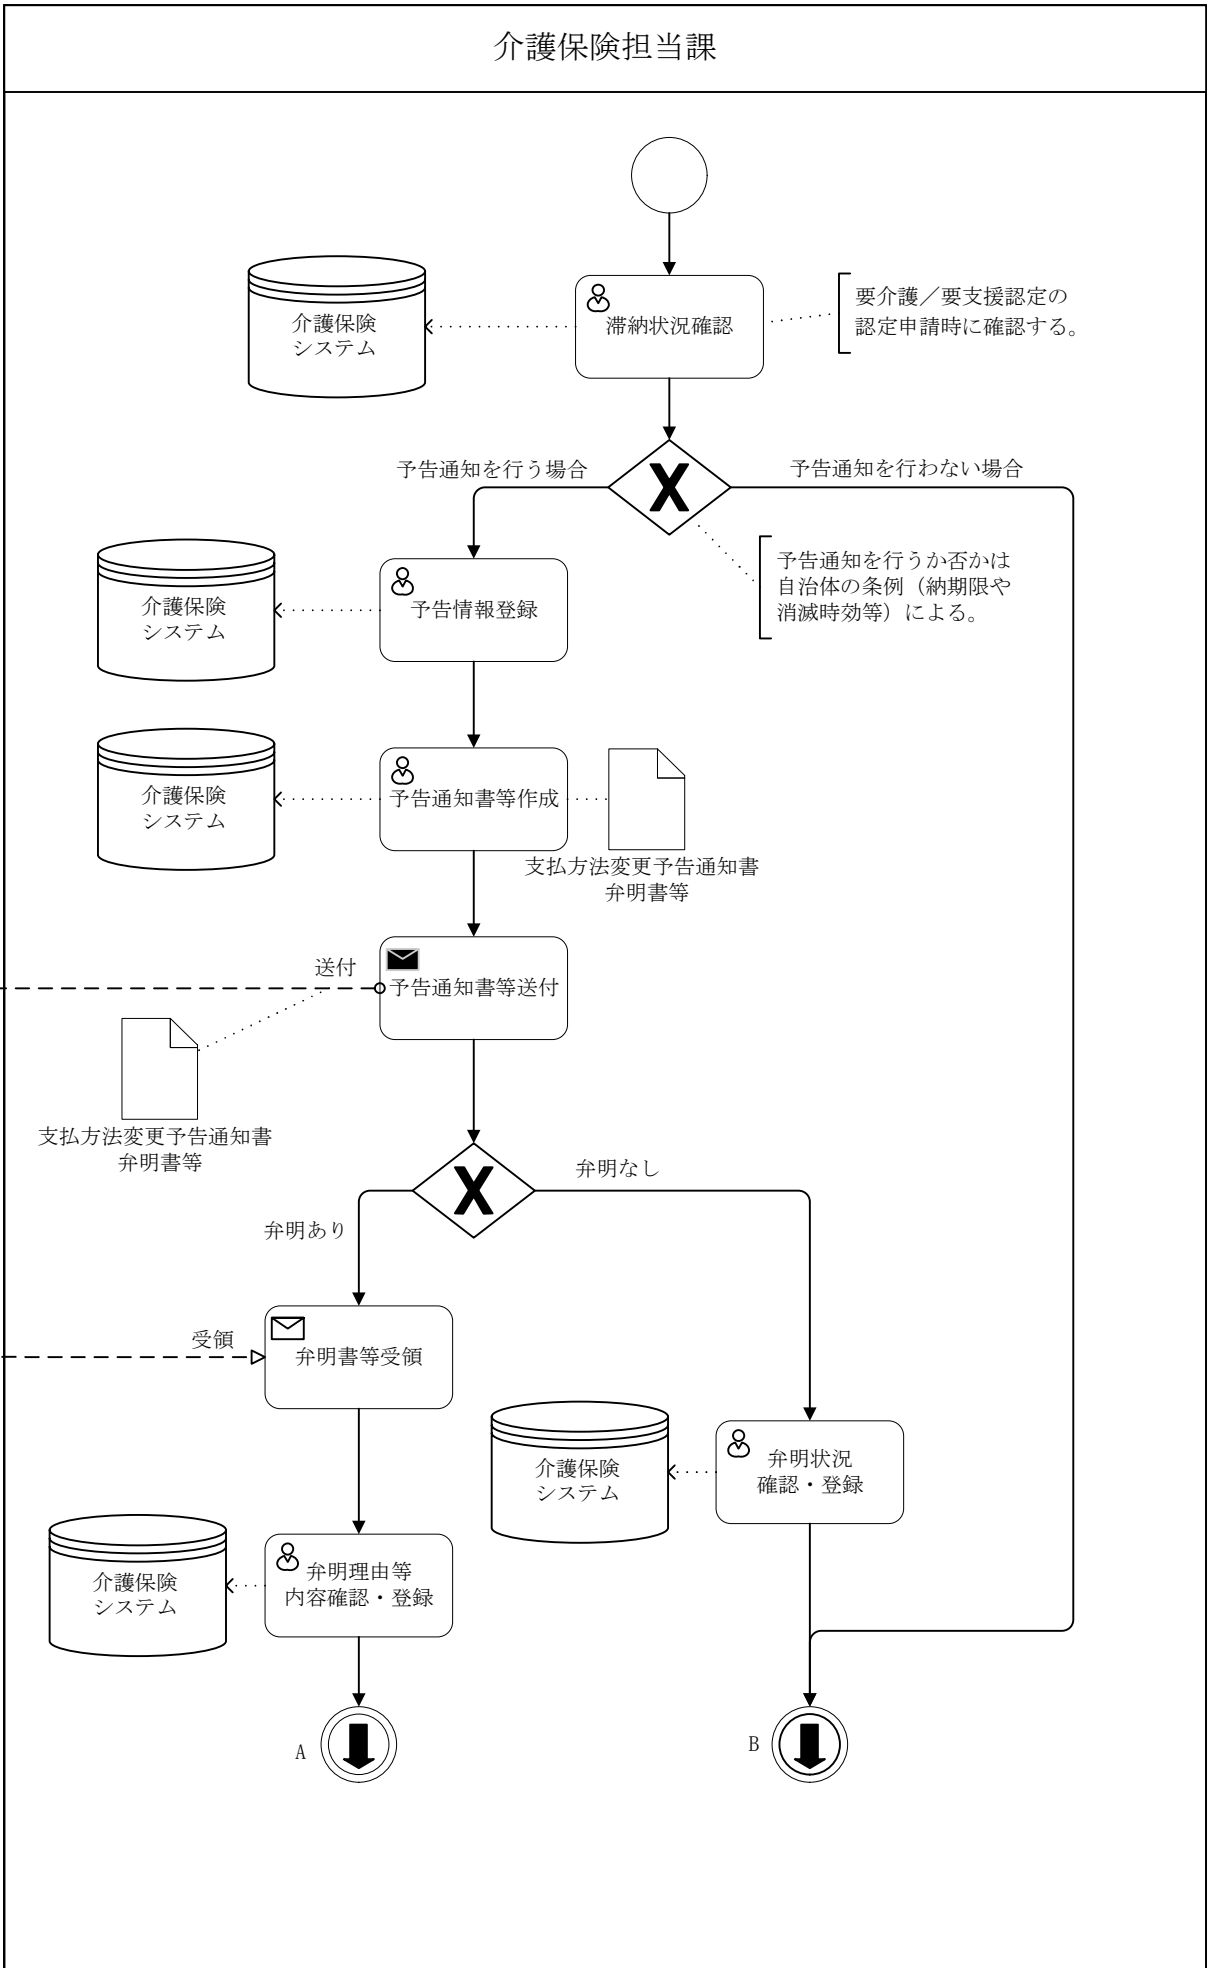 介護保険担当課
介護保険
システム
滞納状況確認
要介護／要支援認定の
認定申請時に確認する。
予告通知を行う場合
予告通知を行わない場合
X
予告通知を行うか否かは
自治体の条例（納期限や
消滅時効等）による。
介護保険
システム
予告情報登録
介護保険
システム
予告通知書等作成
支払方法変更予告通知書
弁明書等
送付
予告通知書等送付
支払方法変更予告通知書
弁明書等
X
弁明なし
弁明あり
受領
弁明書等受領
介護保険
システム
弁明状況
確認・登録
介護保険
システム
弁明理由等
内容確認・登録
A
B